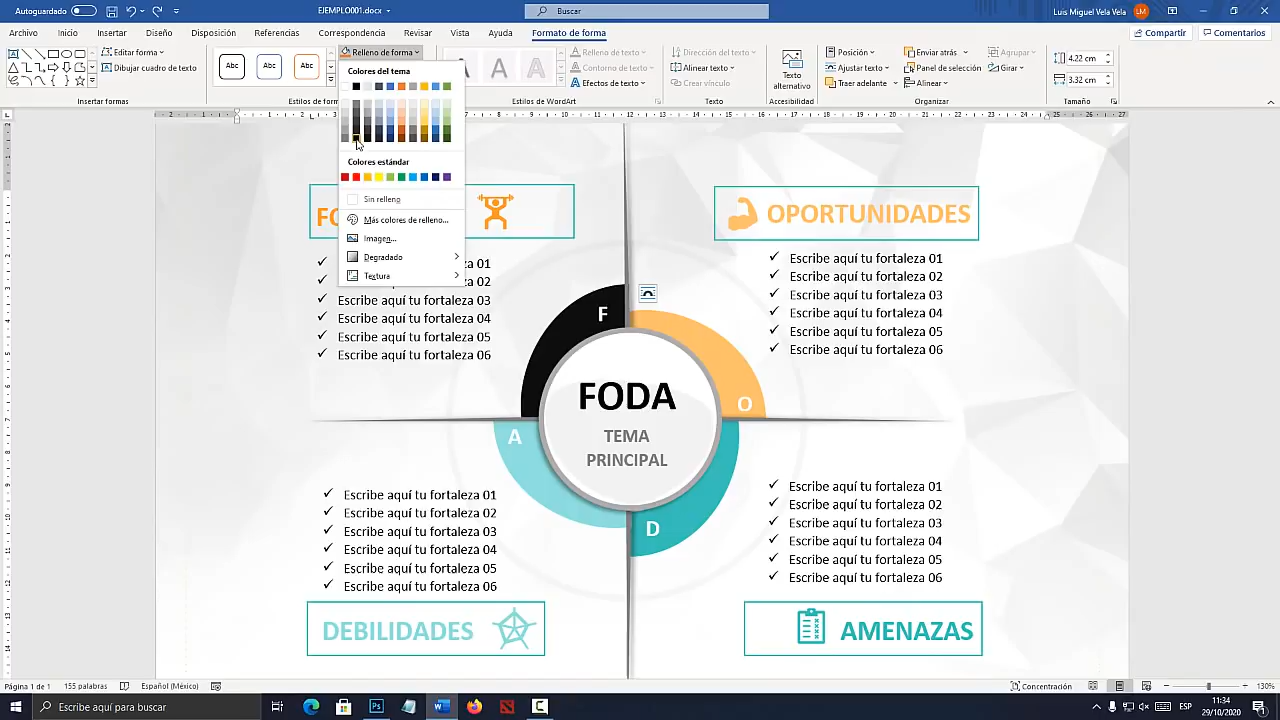 Autoguardado
EJEMPLO001.docx
Buscar
Luis Miguel Vela Vela
LM
Archivo
Inicio
Insertar
Diseño
Disposición
Referencias
Correspondencia
Revisar
Vista
Ayuda
Formato de forma
Compartir
Comentarios
Editar forma
Dibujar cuadro de texto
Insertar formas
Abc
Abc
Abc
Relleno de forma
Estilos de form
A
A
Relleno de texto
Contorno de texto
Efectos de texto
Estilos de WordArt
Dirección del texto
Alinear texto
Crear vínculo
Texto
Texto
alternativo
Accesibilidad
Posición
Ajustar texto
Traer adelante
Enviar atrás
Panel de selección
Alinear
Agrupar
Girar
Organizar
4.22 cm
3.32 cm
Tamaño
Colores del tema
Colores estándar
Sin relleno
Más colores de relleno...
Imagen...
Degradado
Textura
FO
01
02
Escribe aquí tu fortaleza 03
Escribe aquí tu fortaleza 04
Escribe aquí tu fortaleza 05
Escribe aquí tu fortaleza 06
OPORTUNIDADES
Escribe aquí tu fortaleza 01
Escribe aquí tu fortaleza 02
Escribe aquí tu fortaleza 03
Escribe aquí tu fortaleza 04
Escribe aquí tu fortaleza 05
Escribe aquí tu fortaleza 06
F
O
A
D
FODA
TEMA
PRINCIPAL
Escribe aquí tu fortaleza 01
Escribe aquí tu fortaleza 02
Escribe aquí tu fortaleza 03
Escribe aquí tu fortaleza 04
Escribe aquí tu fortaleza 05
Escribe aquí tu fortaleza 06
DEBILIDADES
Escribe aquí tu fortaleza 01
Escribe aquí tu fortaleza 02
Escribe aquí tu fortaleza 03
Escribe aquí tu fortaleza 04
Escribe aquí tu fortaleza 05
Escribe aquí tu fortaleza 06
AMENAZAS
Página 1 de 1
155 palabras
Español (México)
Concentración
130%
Escribe aquí para buscar
ESP
11:34
29/10/2020